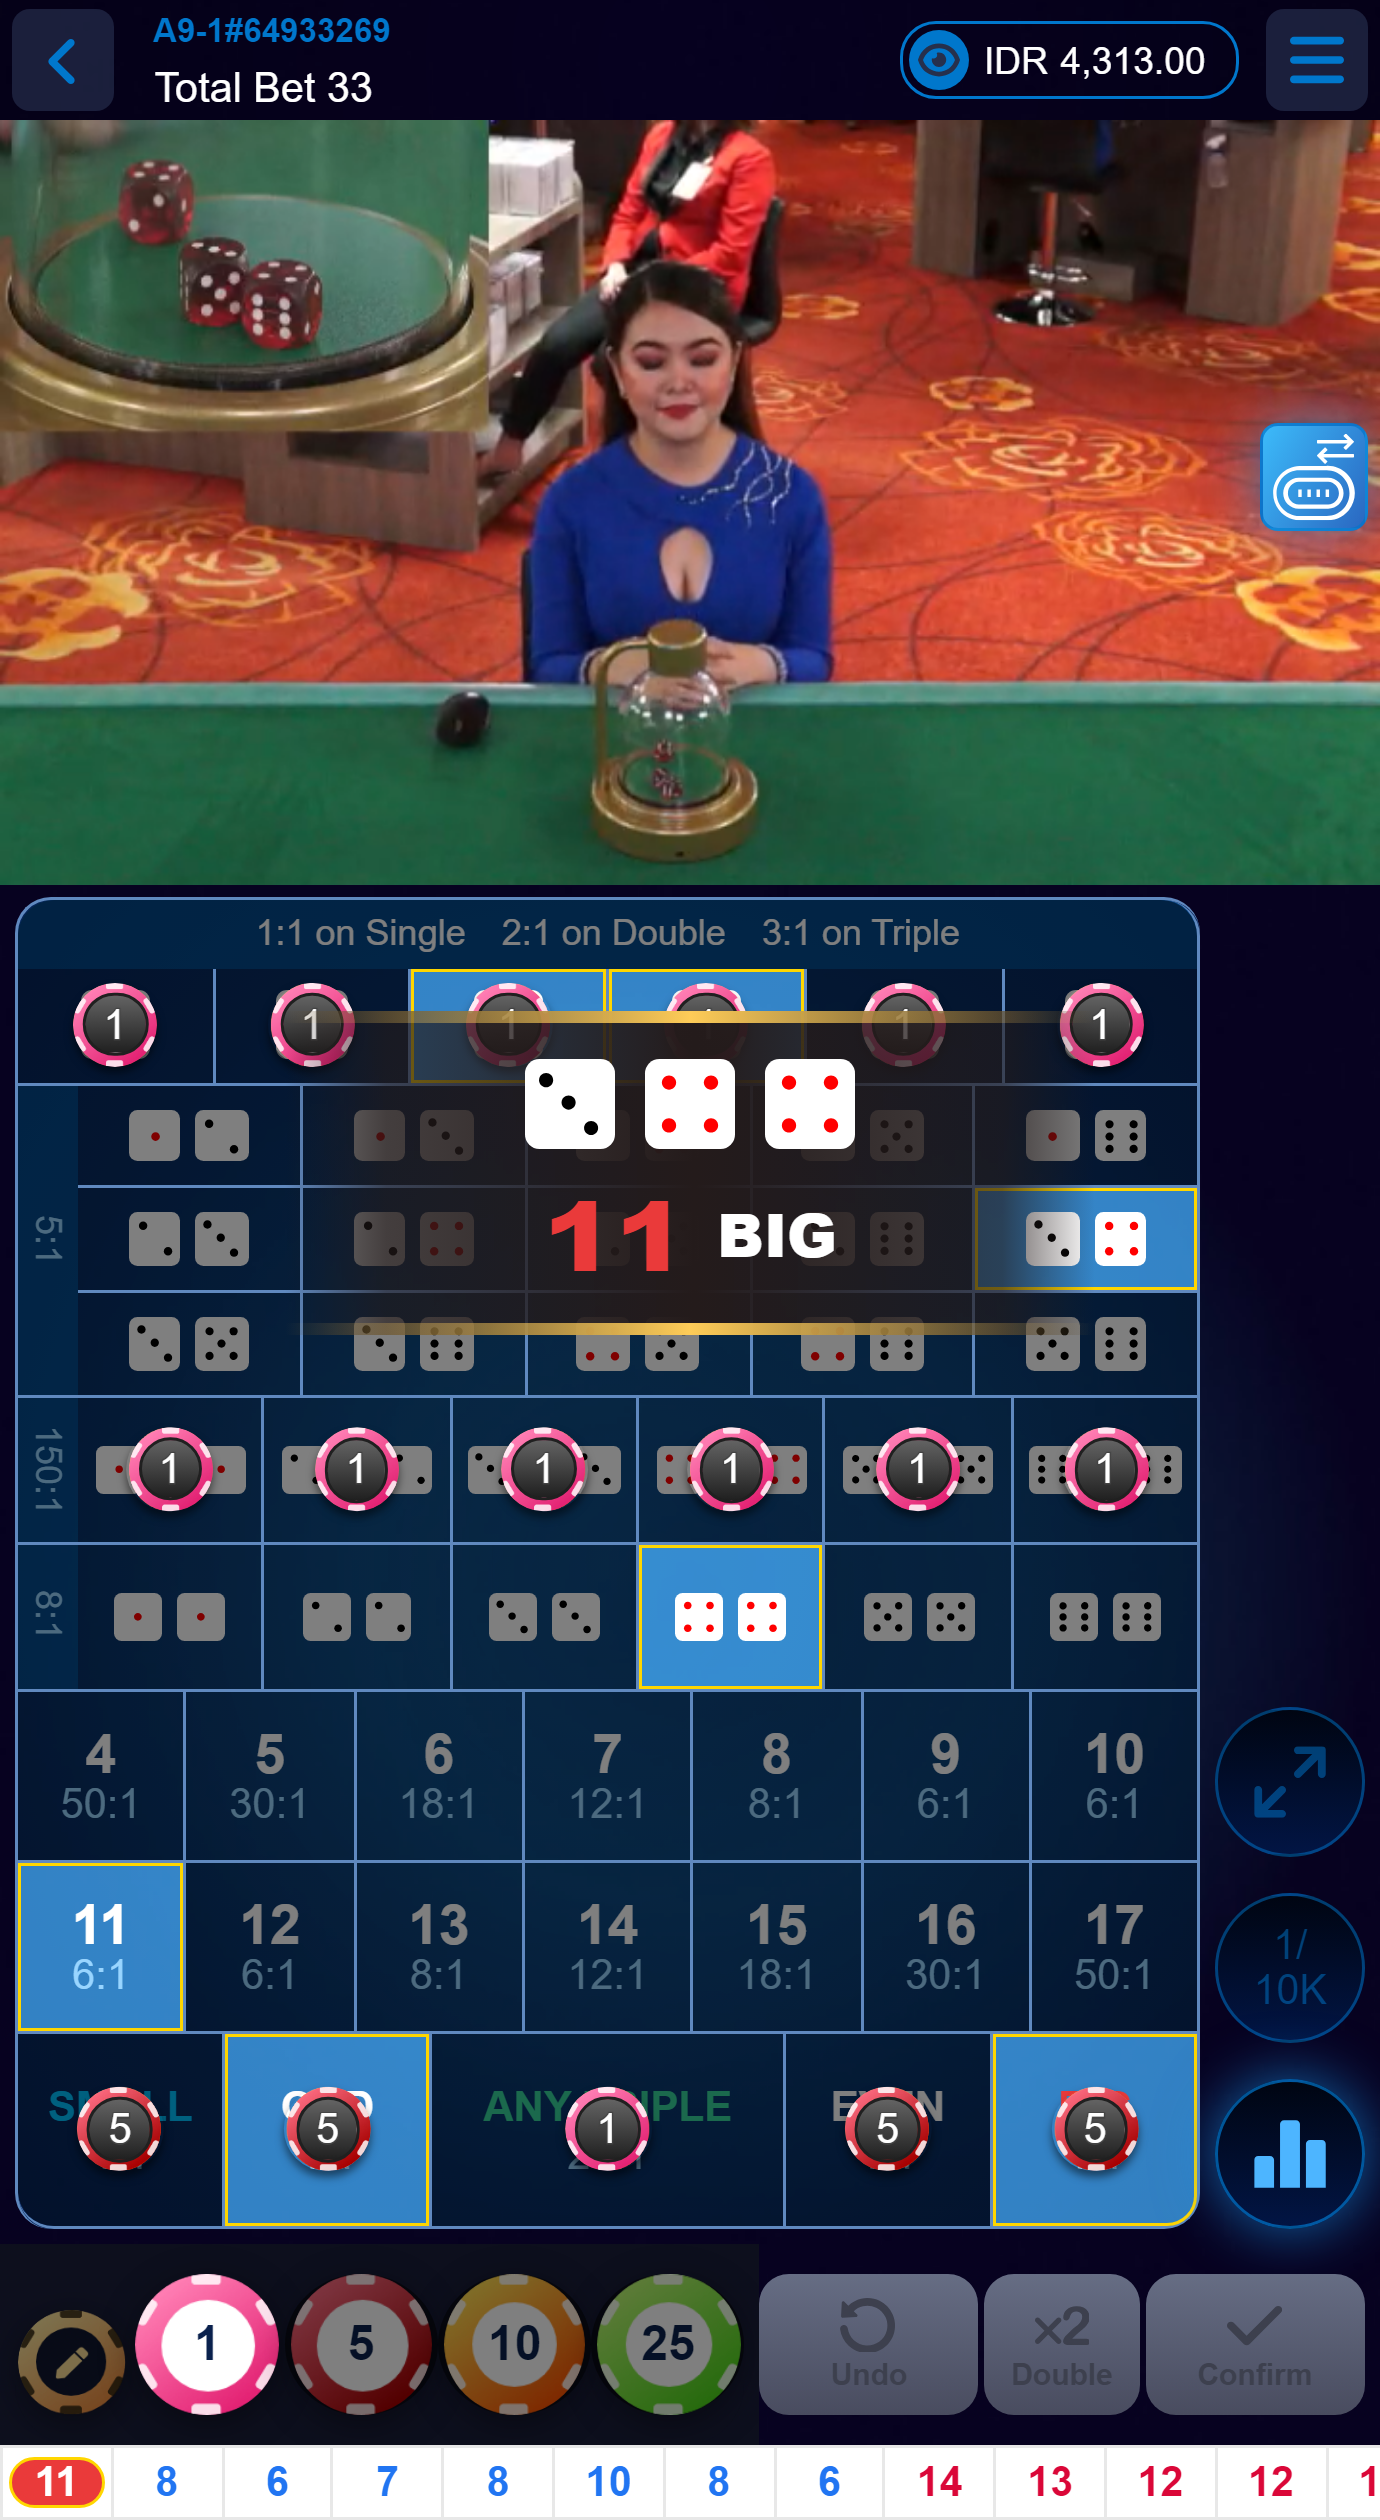 A9-1#64933269
Total Bet 33
IDR 4,313.00
1:1 on Single 2:1 on Double 3:1 on Triple
1 1 1 1 1 1
11 BIG
5:1
150:1
1 1 1 1 1 1
8:1
4 5 6 7 8 9 10
50:1 30:1 18:1 12:1 8:1 6:1 6:1
11 12 13 14 15 16 17
6:1 6:1 8:1 12:1 18:1 30:1 50:1
1/
10K
5 5 1 5 5
1 5 10 25
Undo
x2
Double
Confirm
11 8 6 7 8 10 8 6 14 13 12 12